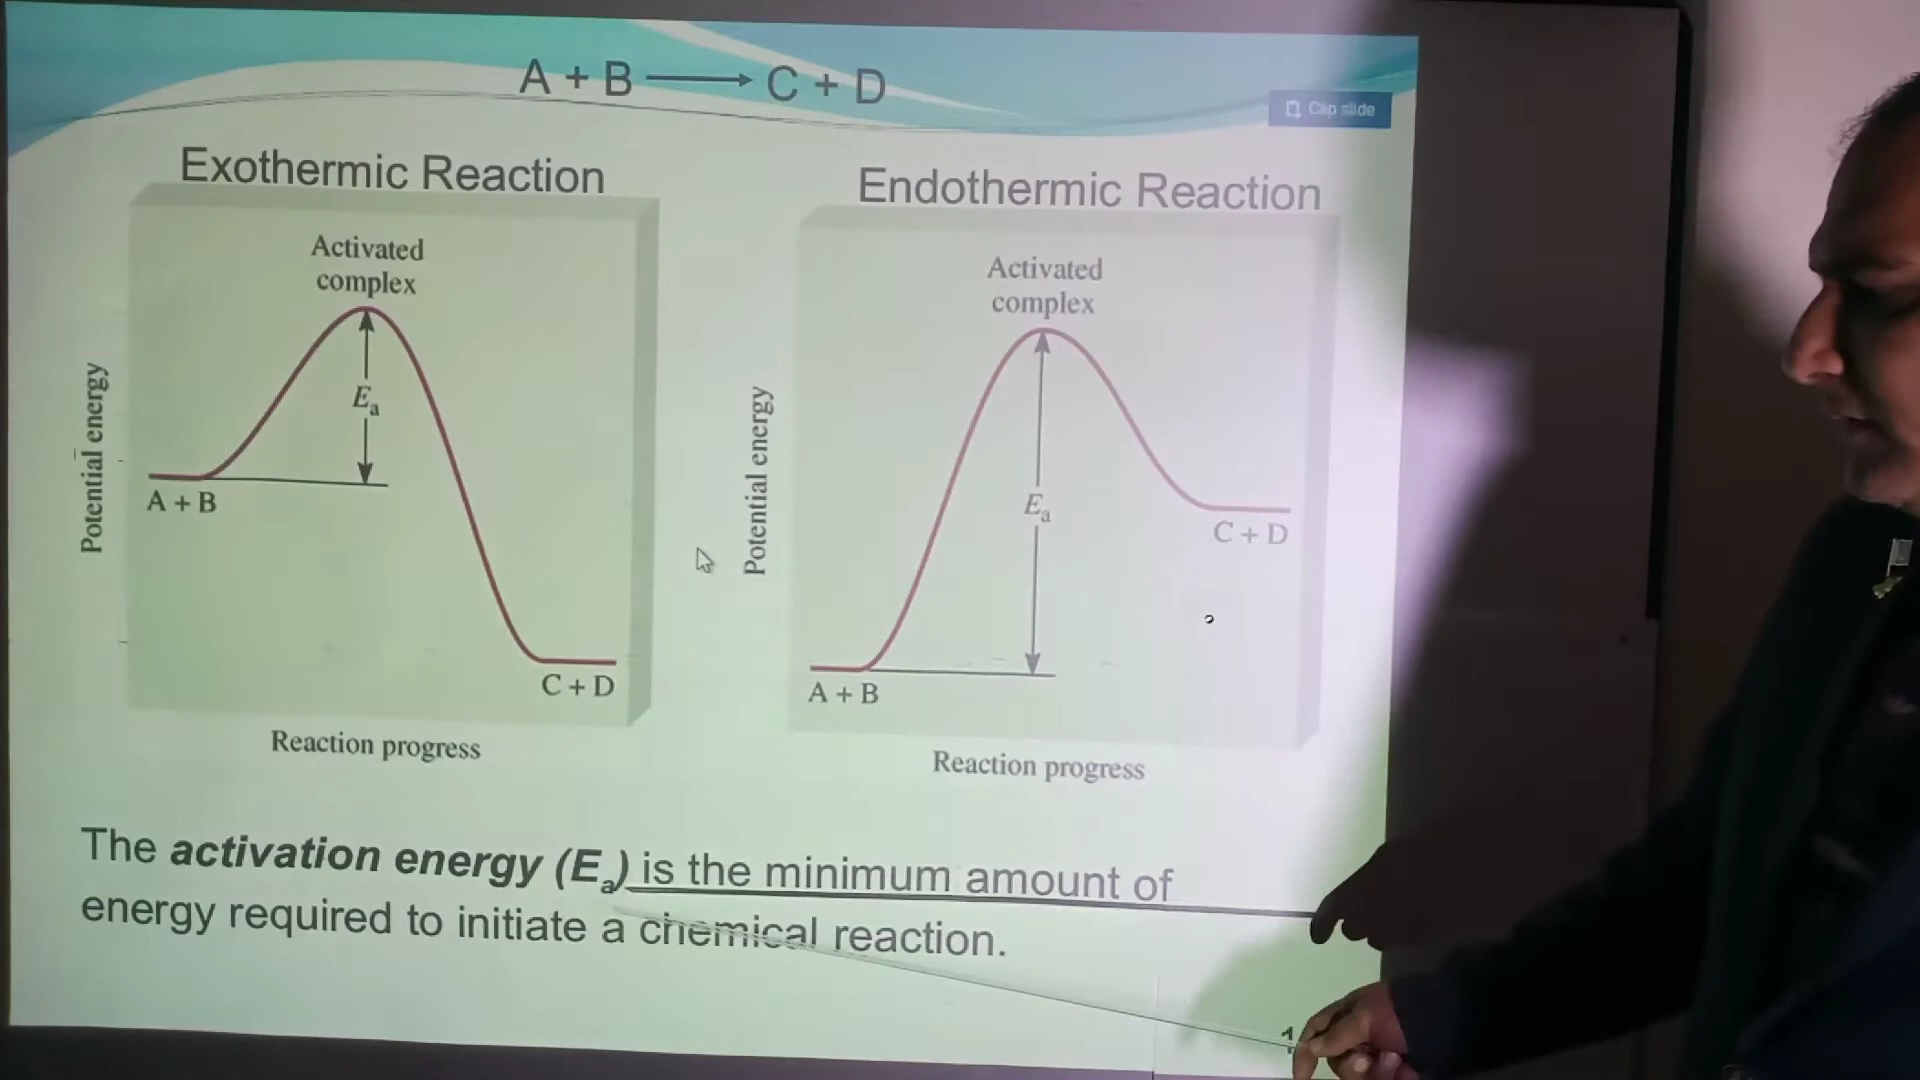 A + B ⟶ C + D
Clip slide
Exothermic Reaction
Activated
complex
Eₐ
Potential energy
A + B
C + D
Reaction progress
Endothermic Reaction
Activated
complex
Eₐ
Potential energy
C + D
A + B
Reaction progress
The activation energy (Eₐ) is the minimum amount of
energy required to initiate a chemical reaction.